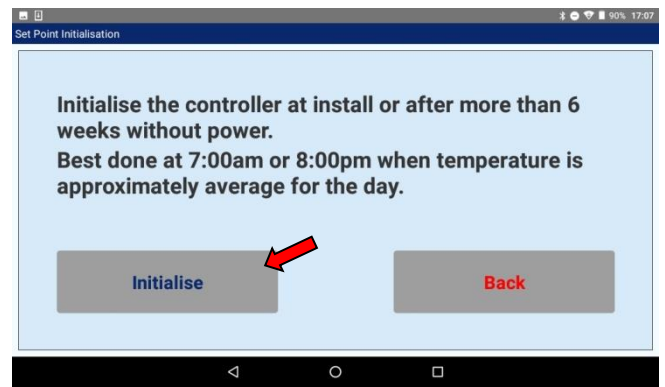 90% 17:07
Set Point Initialisation
Initialise the controller at install or after more than 6
weeks without power.
Best done at 7:00am or 8:00pm when temperature is
approximately average for the day.
Initialise
Back